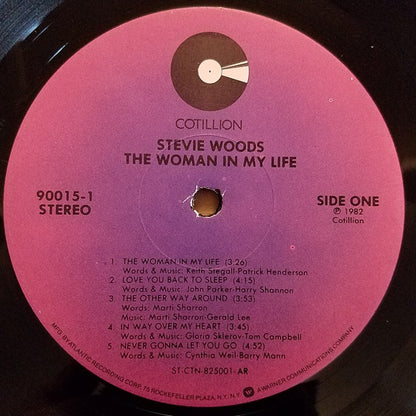 COTILLION
STEVIE WOODS
THE WOMAN IN MY LIFE
90015-1
STEREO
SIDE ONE
℗ 1982
Cotillion
1. THE WOMAN IN MY LIFE (3:26)
Words & Music: Keith Stegall-Patrick Henderson
2. LOVE YOU BACK TO SLEEP (4:15)
Words & Music: John Parker-Harry Shannon
3. THE OTHER WAY AROUND (3:53)
Words: Marti Sharron
Music: Marti Sharron-Gerald Lee
4. IN WAY OVER MY HEART (3:45)
Words & Music: Gloria Sklerov-Tom Campbell
5. NEVER GONNA LET YOU GO (4:52)
Words & Music: Cynthia Weil-Barry Mann
ST-CTN-825001-AR
MFG. BY ATLANTIC RECORDING CORP., 75 ROCKEFELLER PLAZA, N.Y., N.Y. A WARNER COMMUNICATIONS COMPANY